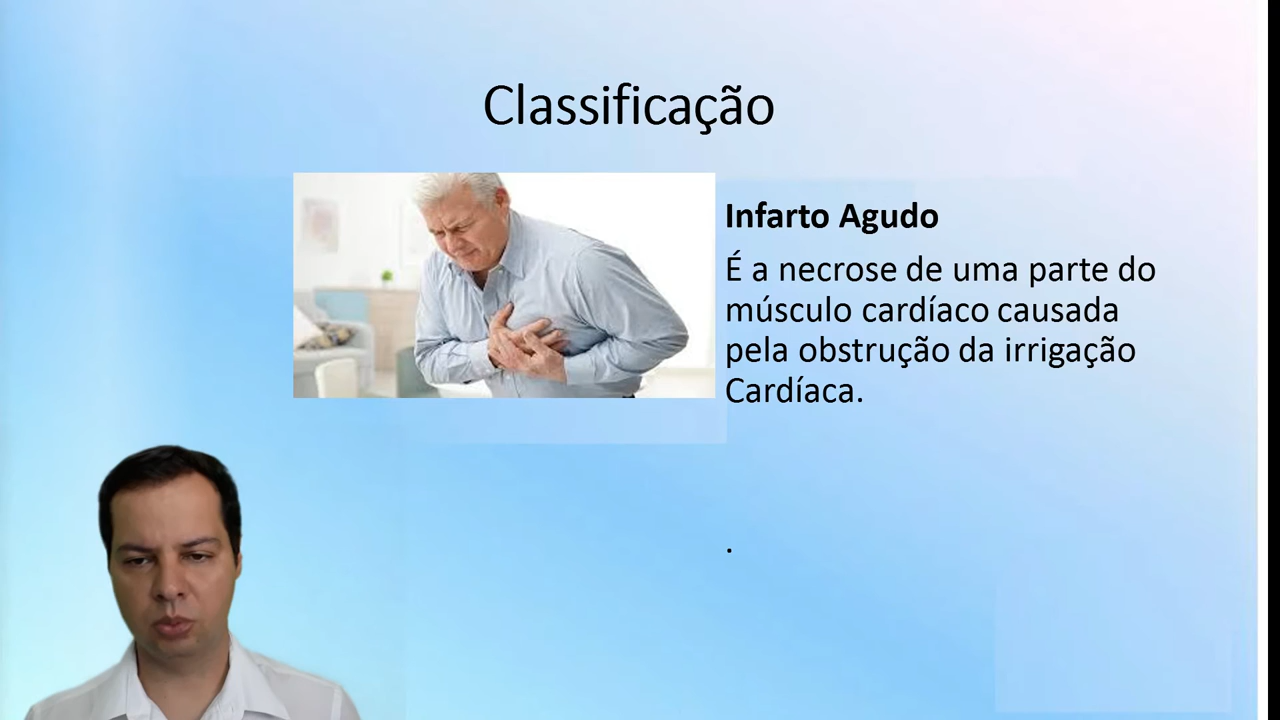 Classificação
Infarto Agudo
É a necrose de uma parte do
músculo cardíaco causada
pela obstrução da irrigação
Cardíaca.
.